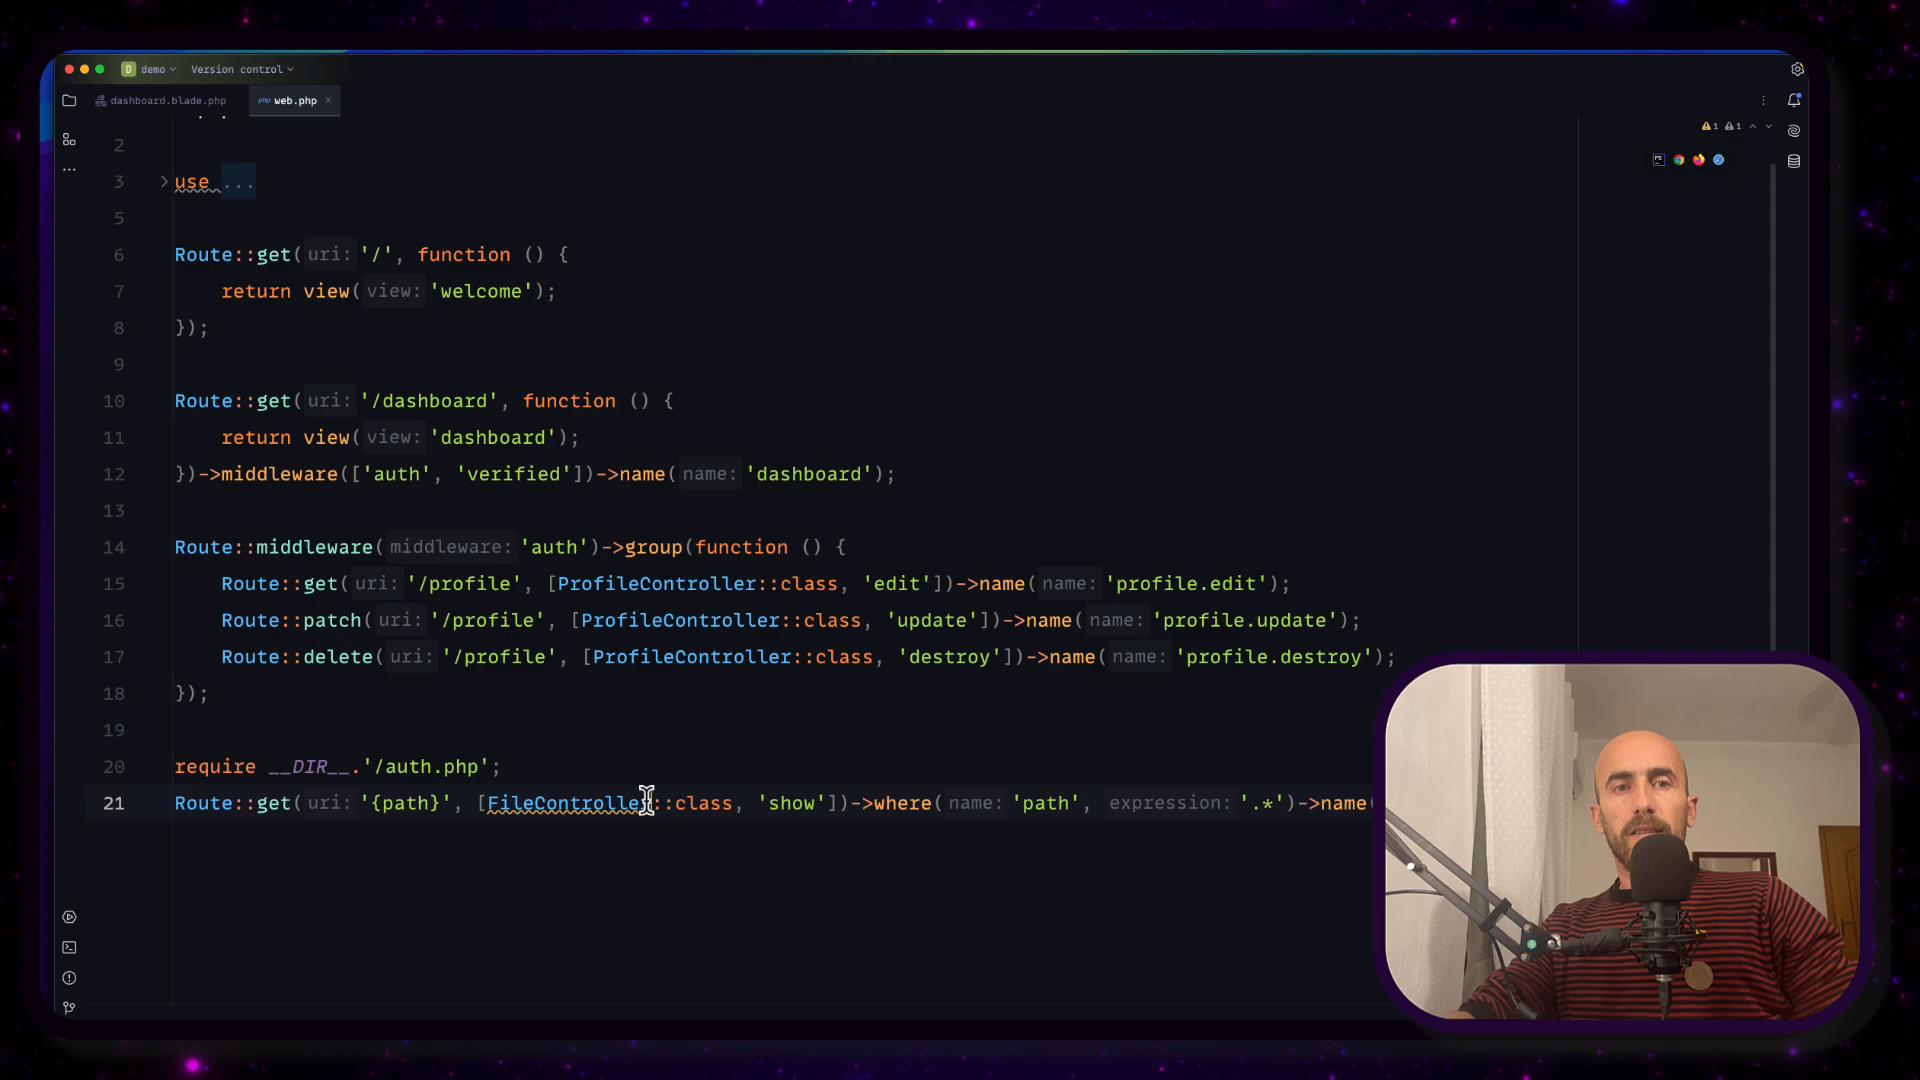 D demo Version control
dashboard.blade.php php web.php ×
1 1
2
3 use ...
5
6 Route::get( uri: '/', function () {
7 return view( view: 'welcome');
8 });
9
10 Route::get( uri: '/dashboard', function () {
11 return view( view: 'dashboard');
12 })->middleware(['auth', 'verified'])->name( name: 'dashboard');
13
14 Route::middleware( middleware: 'auth')->group(function () {
15 Route::get( uri: '/profile', [ProfileController::class, 'edit'])->name( name: 'profile.edit');
16 Route::patch( uri: '/profile', [ProfileController::class, 'update'])->name( name: 'profile.update');
17 Route::delete( uri: '/profile', [ProfileController::class, 'destroy'])->name( name: 'profile.destroy');
18 });
19
20 require __DIR__.'/auth.php';
21 Route::get( uri: '{path}', [FileController::class, 'show'])->where( name: 'path', expression: '.*')->name(